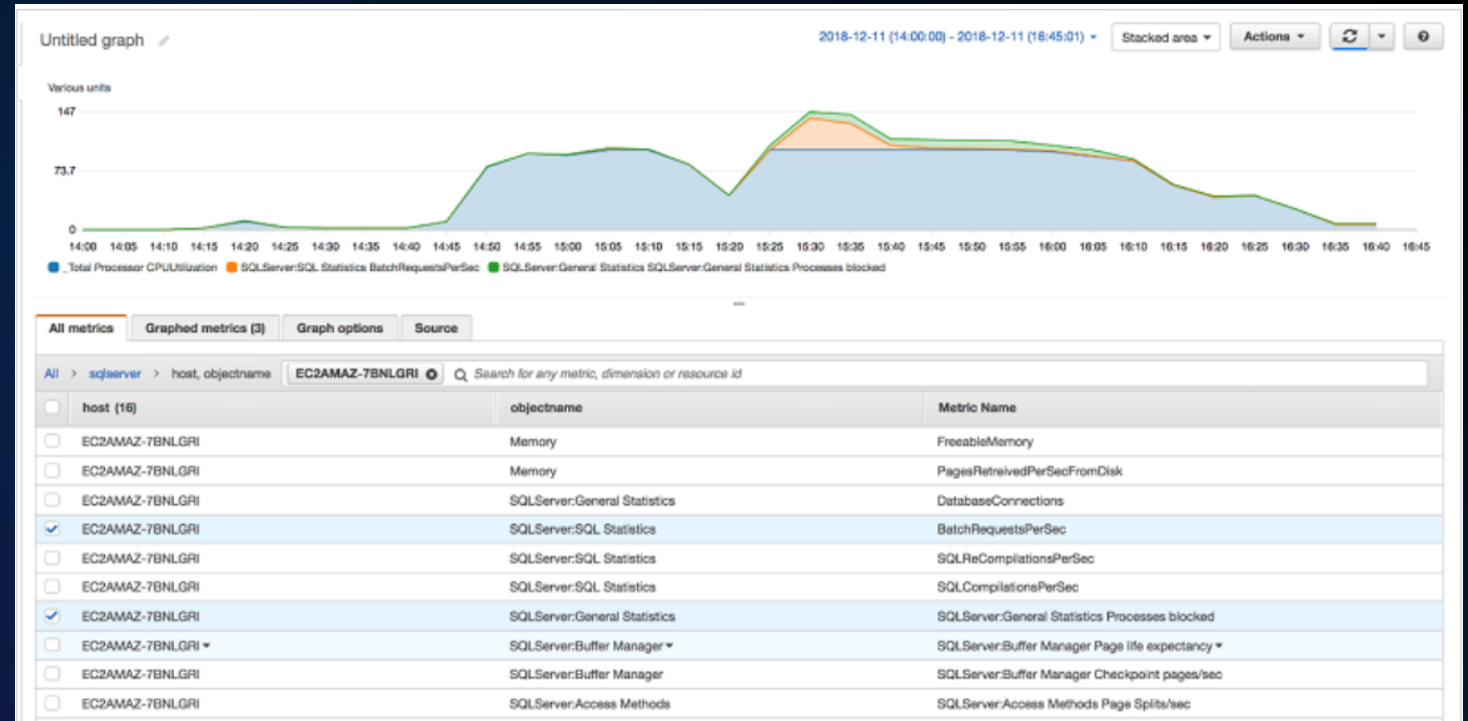 Untitled graph
2018-12-11 (14:00:00) - 2018-12-11 (16:45:01)
Stacked area
Actions
Various units
147
73.7
0
14:00 14:05 14:10 14:15 14:20 14:25 14:30 14:35 14:40 14:45 14:50 14:55 15:00 15:05 15:10 15:15 15:20 15:25 15:30 15:35 15:40 15:45 15:50 15:55 16:00 16:05 16:10 16:15 16:20 16:25 16:30 16:35 16:40 16:45
_Total Processor CPUUtilization SQLServer:SQL Statistics BatchRequestsPerSec SQLServer:General Statistics SQLServer:General Statistics Processes blocked
All metrics Graphed metrics (3) Graph options Source
All > sqlserver > host, objectname EC2AMAZ-7BNLGRI Search for any metric, dimension or resource id
host (16) objectname Metric Name
EC2AMAZ-7BNLGRI Memory FreeableMemory
EC2AMAZ-7BNLGRI Memory PagesRetreivedPerSecFromDisk
EC2AMAZ-7BNLGRI SQLServer:General Statistics DatabaseConnections
EC2AMAZ-7BNLGRI SQLServer:SQL Statistics BatchRequestsPerSec
EC2AMAZ-7BNLGRI SQLServer:SQL Statistics SQLReCompilationsPerSec
EC2AMAZ-7BNLGRI SQLServer:SQL Statistics SQLCompilationsPerSec
EC2AMAZ-7BNLGRI SQLServer:General Statistics SQLServer:General Statistics Processes blocked
EC2AMAZ-7BNLGRI SQLServer:Buffer Manager SQLServer:Buffer Manager Page life expectancy
EC2AMAZ-7BNLGRI SQLServer:Buffer Manager SQLServer:Buffer Manager Checkpoint pages/sec
EC2AMAZ-7BNLGRI SQLServer:Access Methods SQLServer:Access Methods Page Splits/sec